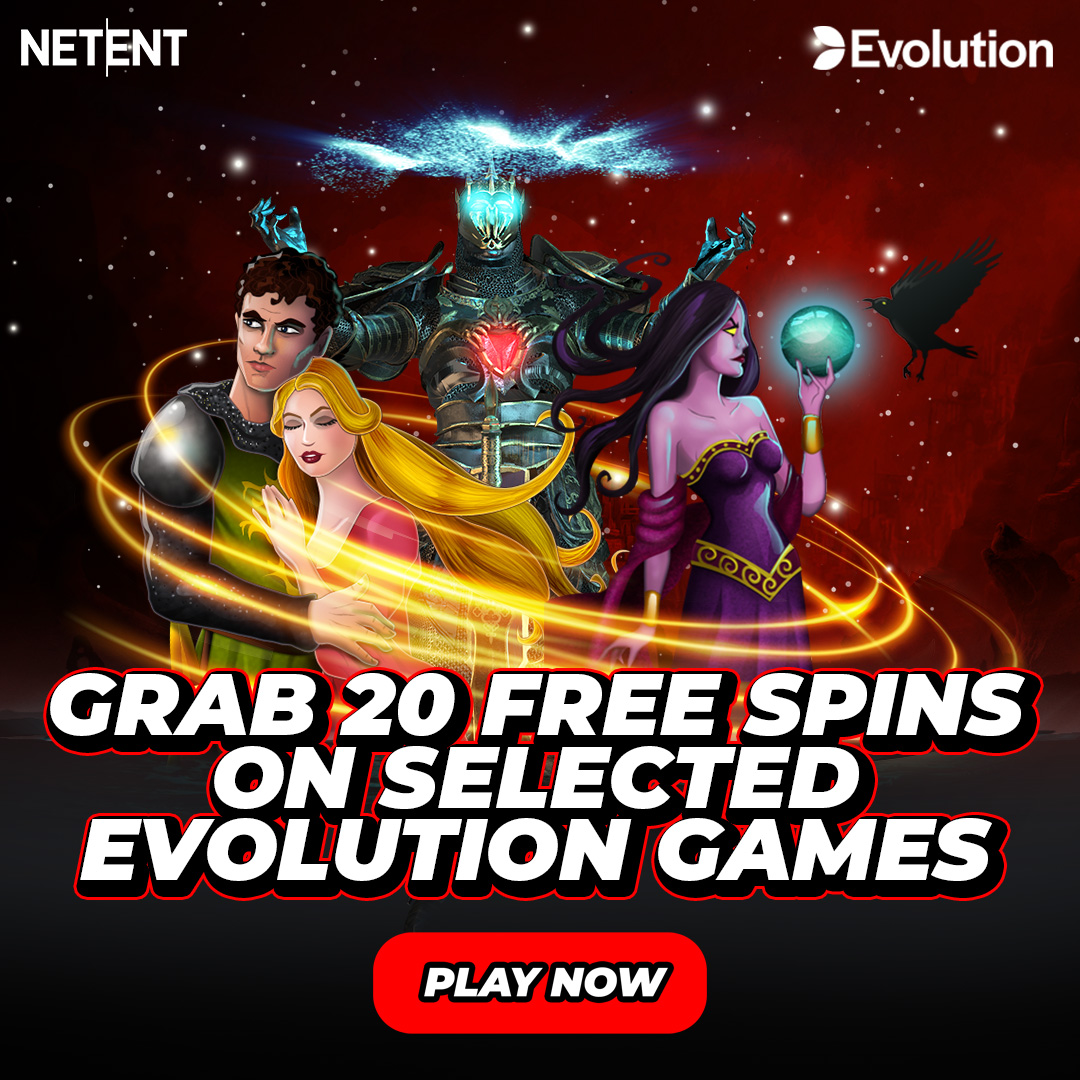 NETENT
Evolution
GRAB 20 FREE SPINS
ON SELECTED
EVOLUTION GAMES
PLAY NOW